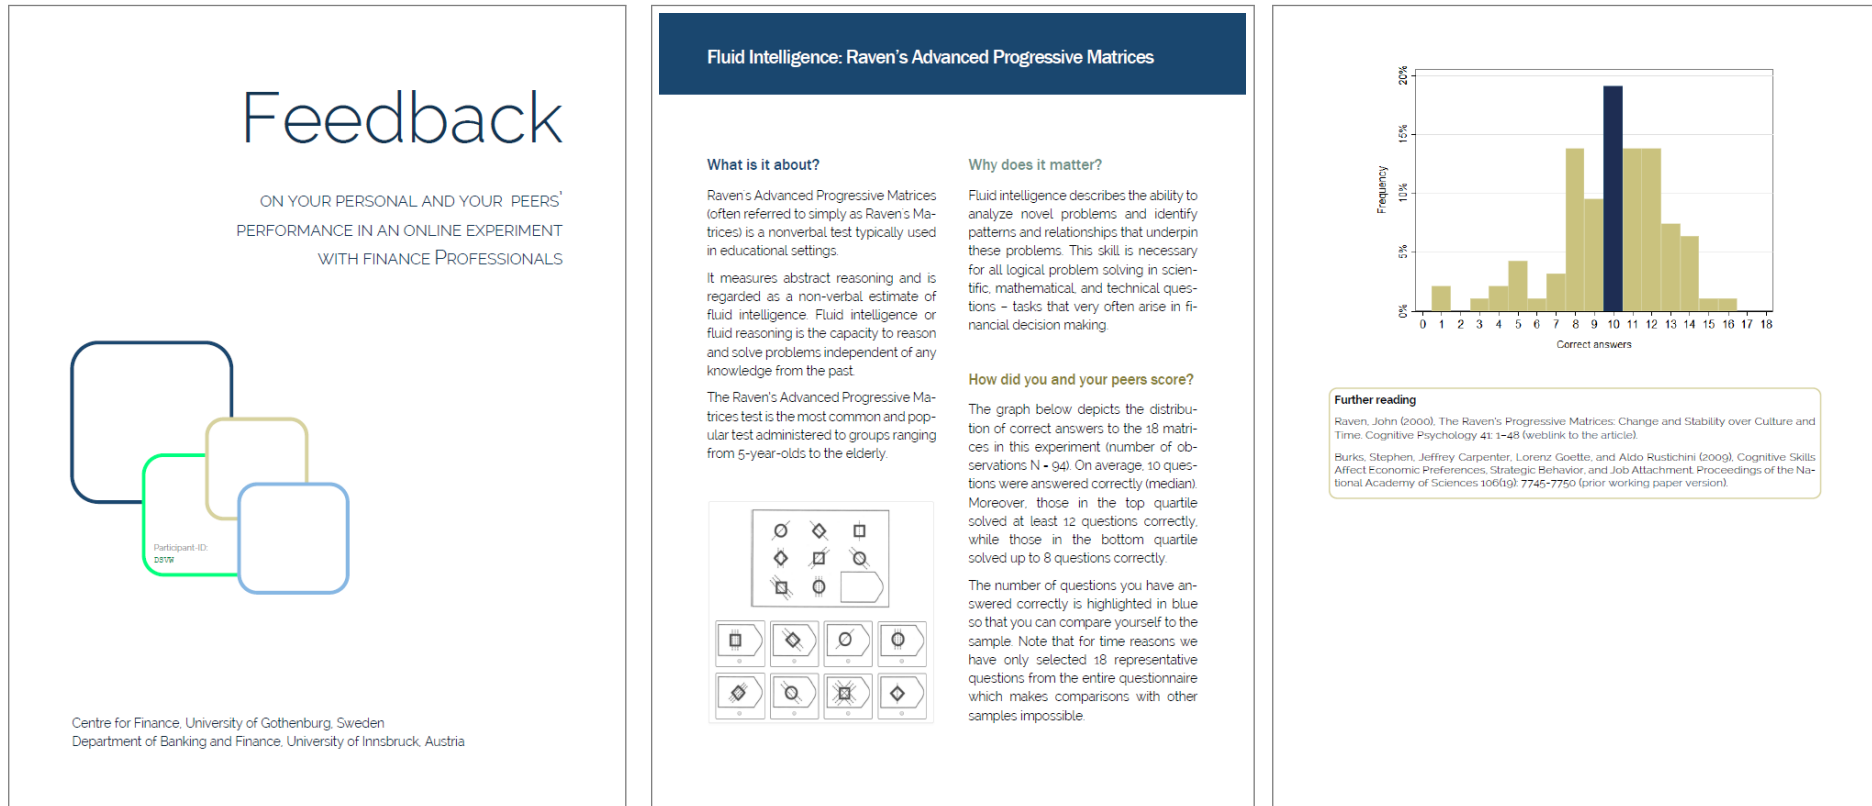 Feedback
ON YOUR PERSONAL AND YOUR PEERS'
PERFORMANCE IN AN ONLINE EXPERIMENT
WITH FINANCE PROFESSIONALS
Participant-ID:
DSVW
Centre for Finance, University of Gothenburg, Sweden
Department of Banking and Finance, University of Innsbruck, Austria
Fluid Intelligence: Raven's Advanced Progressive Matrices
What is it about?
Raven's Advanced Progressive Matrices
(often referred to simply as Raven's Ma-
trices) is a nonverbal test typically used
in educational settings.
It measures abstract reasoning and is
regarded as a non-verbal estimate of
fluid intelligence. Fluid intelligence or
fluid reasoning is the capacity to reason
and solve problems independent of any
knowledge from the past.
The Raven's Advanced Progressive Ma-
trices test is the most common and pop-
ular test administered to groups ranging
from 5-year-olds to the elderly.
Why does it matter?
Fluid intelligence describes the ability to
analyze novel problems and identify
patterns and relationships that underpin
these problems. This skill is necessary
for all logical problem solving in scien-
tific, mathematical, and technical ques-
tions – tasks that very often arise in fi-
nancial decision making.
How did you and your peers score?
The graph below depicts the distribu-
tion of correct answers to the 18 matri-
ces in this experiment (number of ob-
servations N = 94). On average, 10 ques-
tions were answered correctly (median).
Moreover, those in the top quartile
solved at least 12 questions correctly,
while those in the bottom quartile
solved up to 8 questions correctly.
The number of questions you have an-
swered correctly is highlighted in blue
so that you can compare yourself to the
sample. Note that for time reasons we
have only selected 18 representative
questions from the entire questionnaire
which makes comparisons with other
samples impossible.
20%
15%
10%
5%
0%
Frequency
0 1 2 3 4 5 6 7 8 9 10 11 12 13 14 15 16 17 18
Correct answers
Further reading
Raven, John (2000), The Raven's Progressive Matrices: Change and Stability over Culture and
Time. Cognitive Psychology 41: 1–48 (weblink to the article).
Burks, Stephen, Jeffrey Carpenter, Lorenz Goette, and Aldo Rustichini (2009), Cognitive Skills
Affect Economic Preferences, Strategic Behavior, and Job Attachment. Proceedings of the Na-
tional Academy of Sciences 106(19): 7745-7750 (prior working paper version).